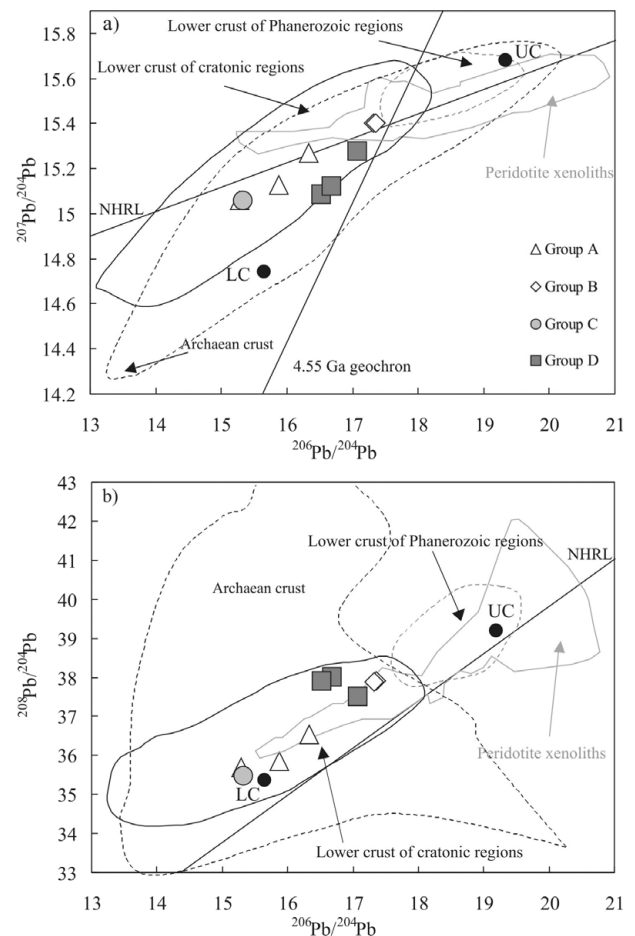 a)
15.8
15.6
15.4
15.2
15
14.8
14.6
14.4
14.2
207Pb/204Pb
Lower crust of Phanerozoic regions
Lower crust of cratonic regions
UC
Peridotite xenoliths
NHRL
LC
Archaean crust
4.55 Ga geochron
Group A
Group B
Group C
Group D
13 14 15 16 17 18 19 20 21
206Pb/204Pb
b)
43
42
41
40
39
38
37
36
35
34
33
208Pb/204Pb
Lower crust of Phanerozoic regions
NHRL
Archaean crust
UC
Peridotite xenoliths
LC
Lower crust of cratonic regions
13 14 15 16 17 18 19 20 21
206Pb/204Pb